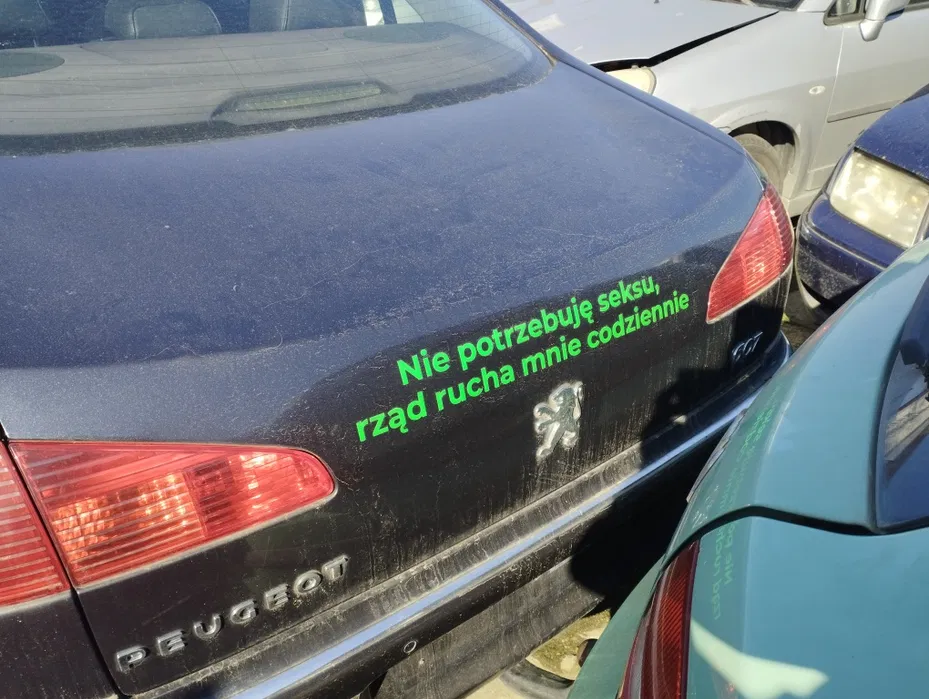 Nie potrzebuję seksu,
rząd rucha mnie codziennie
607
PEUGEOT